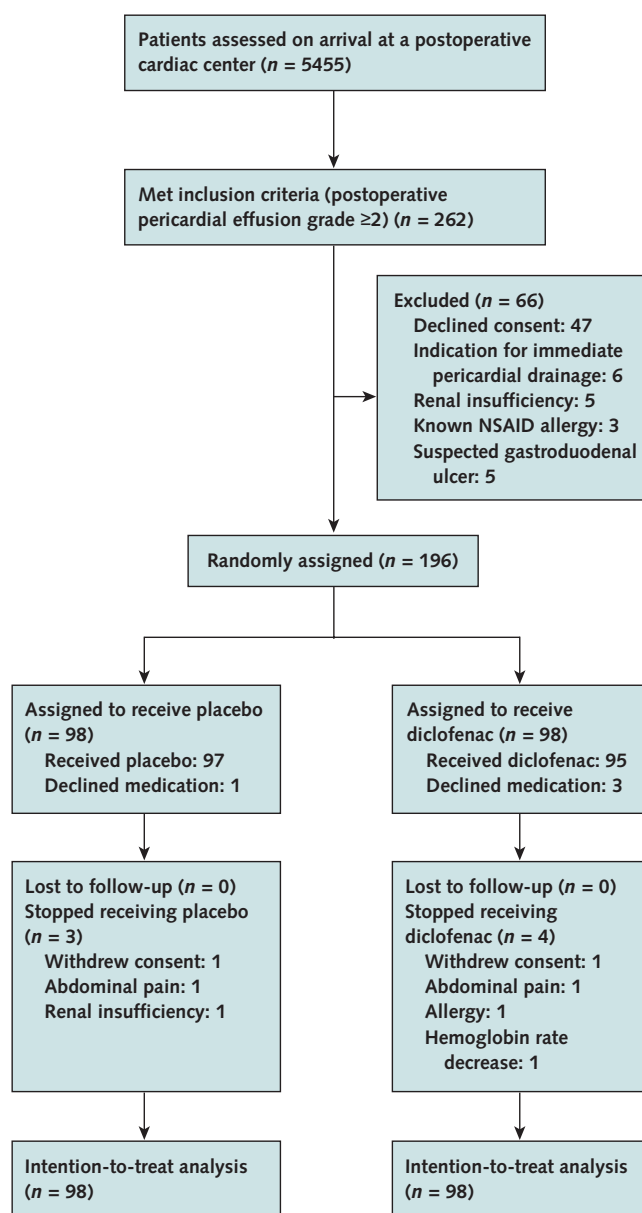 Patients assessed on arrival at a postoperative
cardiac center (n = 5455)
Met inclusion criteria (postoperative
pericardial effusion grade ≥2) (n = 262)
Excluded (n = 66)
Declined consent: 47
Indication for immediate
pericardial drainage: 6
Renal insufficiency: 5
Known NSAID allergy: 3
Suspected gastroduodenal
ulcer: 5
Randomly assigned (n = 196)
Assigned to receive placebo
(n = 98)
Received placebo: 97
Declined medication: 1
Assigned to receive
diclofenac (n = 98)
Received diclofenac: 95
Declined medication: 3
Lost to follow-up (n = 0)
Stopped receiving placebo
(n = 3)
Withdrew consent: 1
Abdominal pain: 1
Renal insufficiency: 1
Lost to follow-up (n = 0)
Stopped receiving
diclofenac (n = 4)
Withdrew consent: 1
Abdominal pain: 1
Allergy: 1
Hemoglobin rate
decrease: 1
Intention-to-treat analysis
(n = 98)
Intention-to-treat analysis
(n = 98)